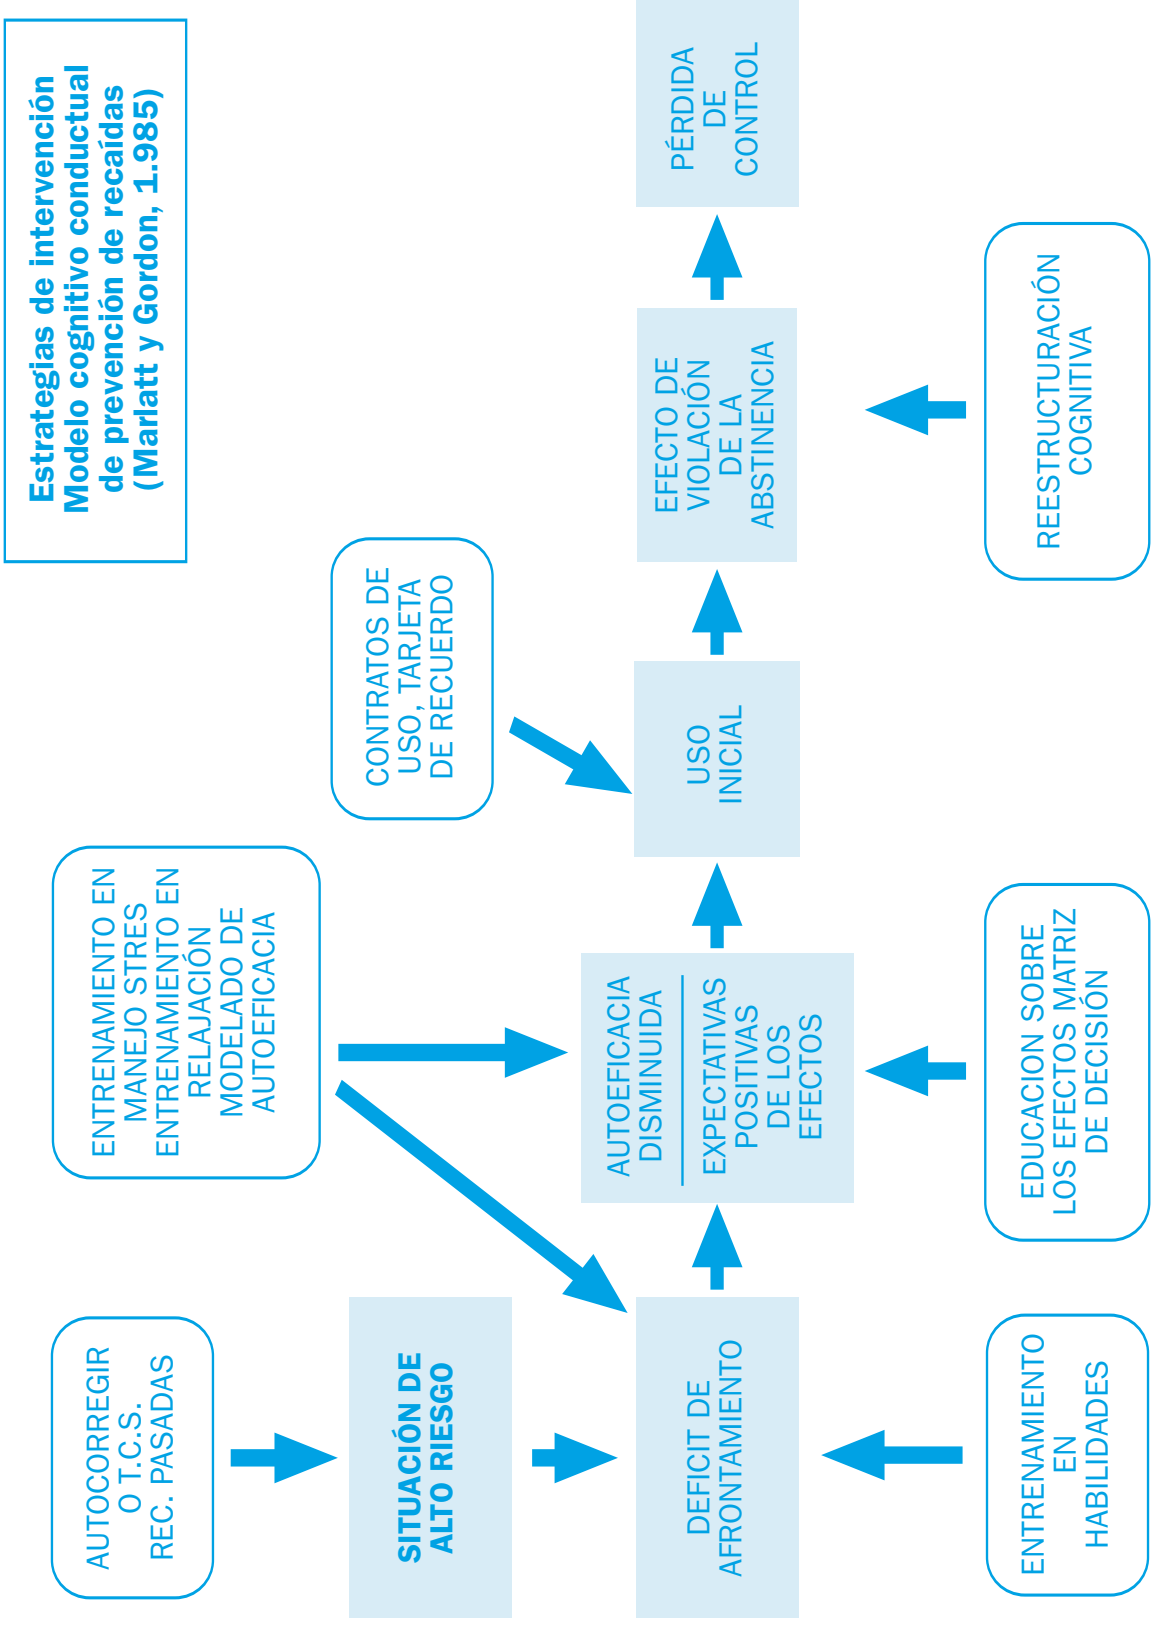 Estrategias de intervención
Modelo cognitivo conductual
de prevención de recaídas
(Marlatt y Gordon, 1.985)
AUTOCORREGIR
O T.C.S.
REC. PASADAS
ENTRENAMIENTO EN
MANEJO STRES
ENTRENAMIENTO EN
RELAJACIÓN
MODELADO DE
AUTOEFICACIA
CONTRATOS DE
USO, TARJETA
DE RECUERDO
SITUACIÓN DE
ALTO RIESGO
DEFICIT DE
AFRONTAMIENTO
AUTOEFICACIA
DISMINUIDA
EXPECTATIVAS
POSITIVAS
DE LOS
EFECTOS
USO
INICIAL
EFECTO DE
VIOLACIÓN
DE LA
ABSTINENCIA
PÉRDIDA
DE
CONTROL
ENTRENAMIENTO
EN
HABILIDADES
EDUCACION SOBRE
LOS EFECTOS MATRIZ
DE DECISIÓN
REESTRUCTURACIÓN
COGNITIVA